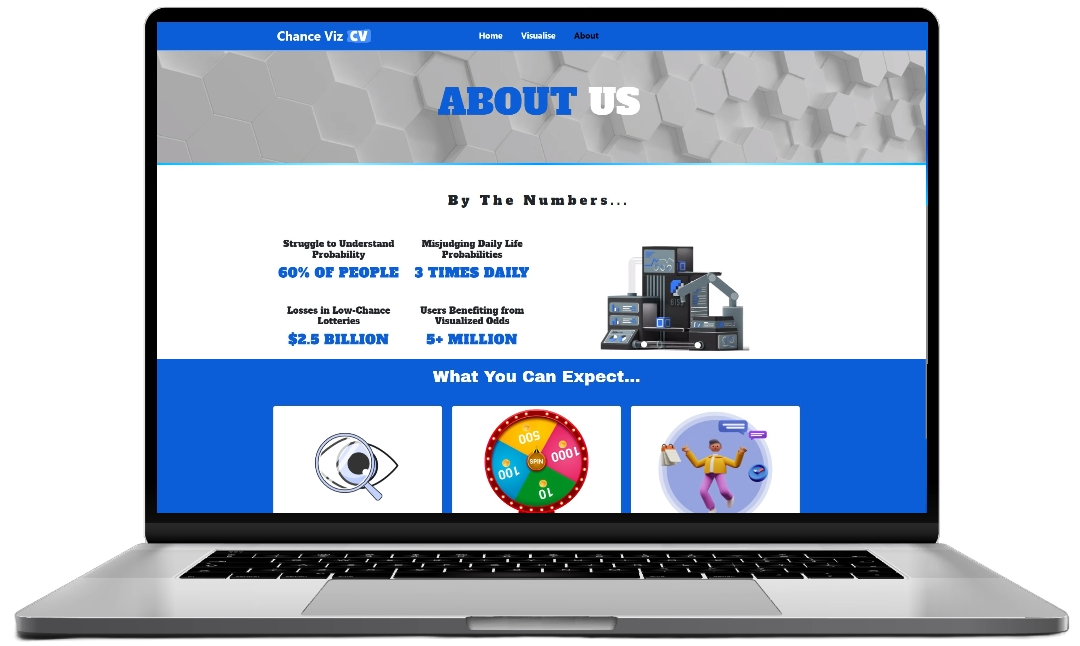 Chance Viz CV
Home Visualise About
ABOUT US
By The Numbers...
Struggle to Understand
Probability
60% OF PEOPLE
Misjudging Daily Life
Probabilities
3 TIMES DAILY
Losses in Low-Chance
Lotteries
$2.5 BILLION
Users Benefiting from
Visualized Odds
5+ MILLION
What You Can Expect...
500
1000
100
SPIN
10